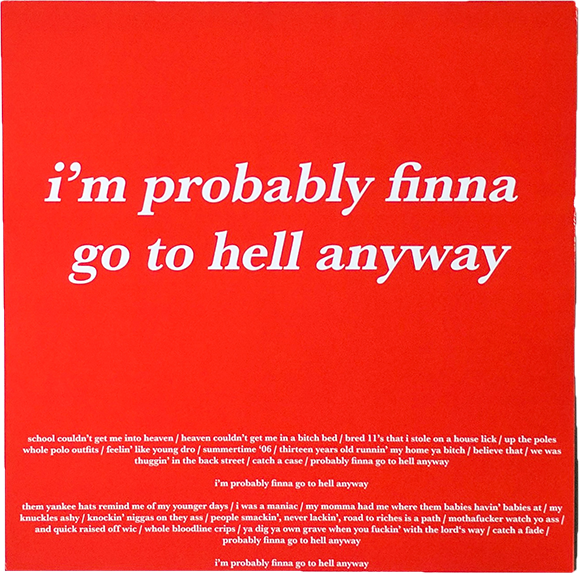 i'm probably finna
go to hell anyway
school couldn't get me into heaven / heaven couldn't get me in a bitch bed / bred 11's that i stole on a house lick / up the poles
whole polo outfits / feelin' like young dro / summertime '06 / thirteen years old runnin' my home ya bitch / believe that / we was
thuggin' in the back street / catch a case / probably finna go to hell anyway
i'm probably finna go to hell anyway
them yankee hats remind me of my younger days / i was a maniac / my momma had me where them babies havin' babies at / my
knuckles ashy / knockin' niggas on they ass / people smackin', never lackin', road to riches is a path / mothafucker watch yo ass /
and quick raised off wic / whole bloodline crips / ya dig ya own grave when you fuckin' with the lord's way / catch a fade /
probably finna go to hell anyway
i'm probably finna go to hell anyway